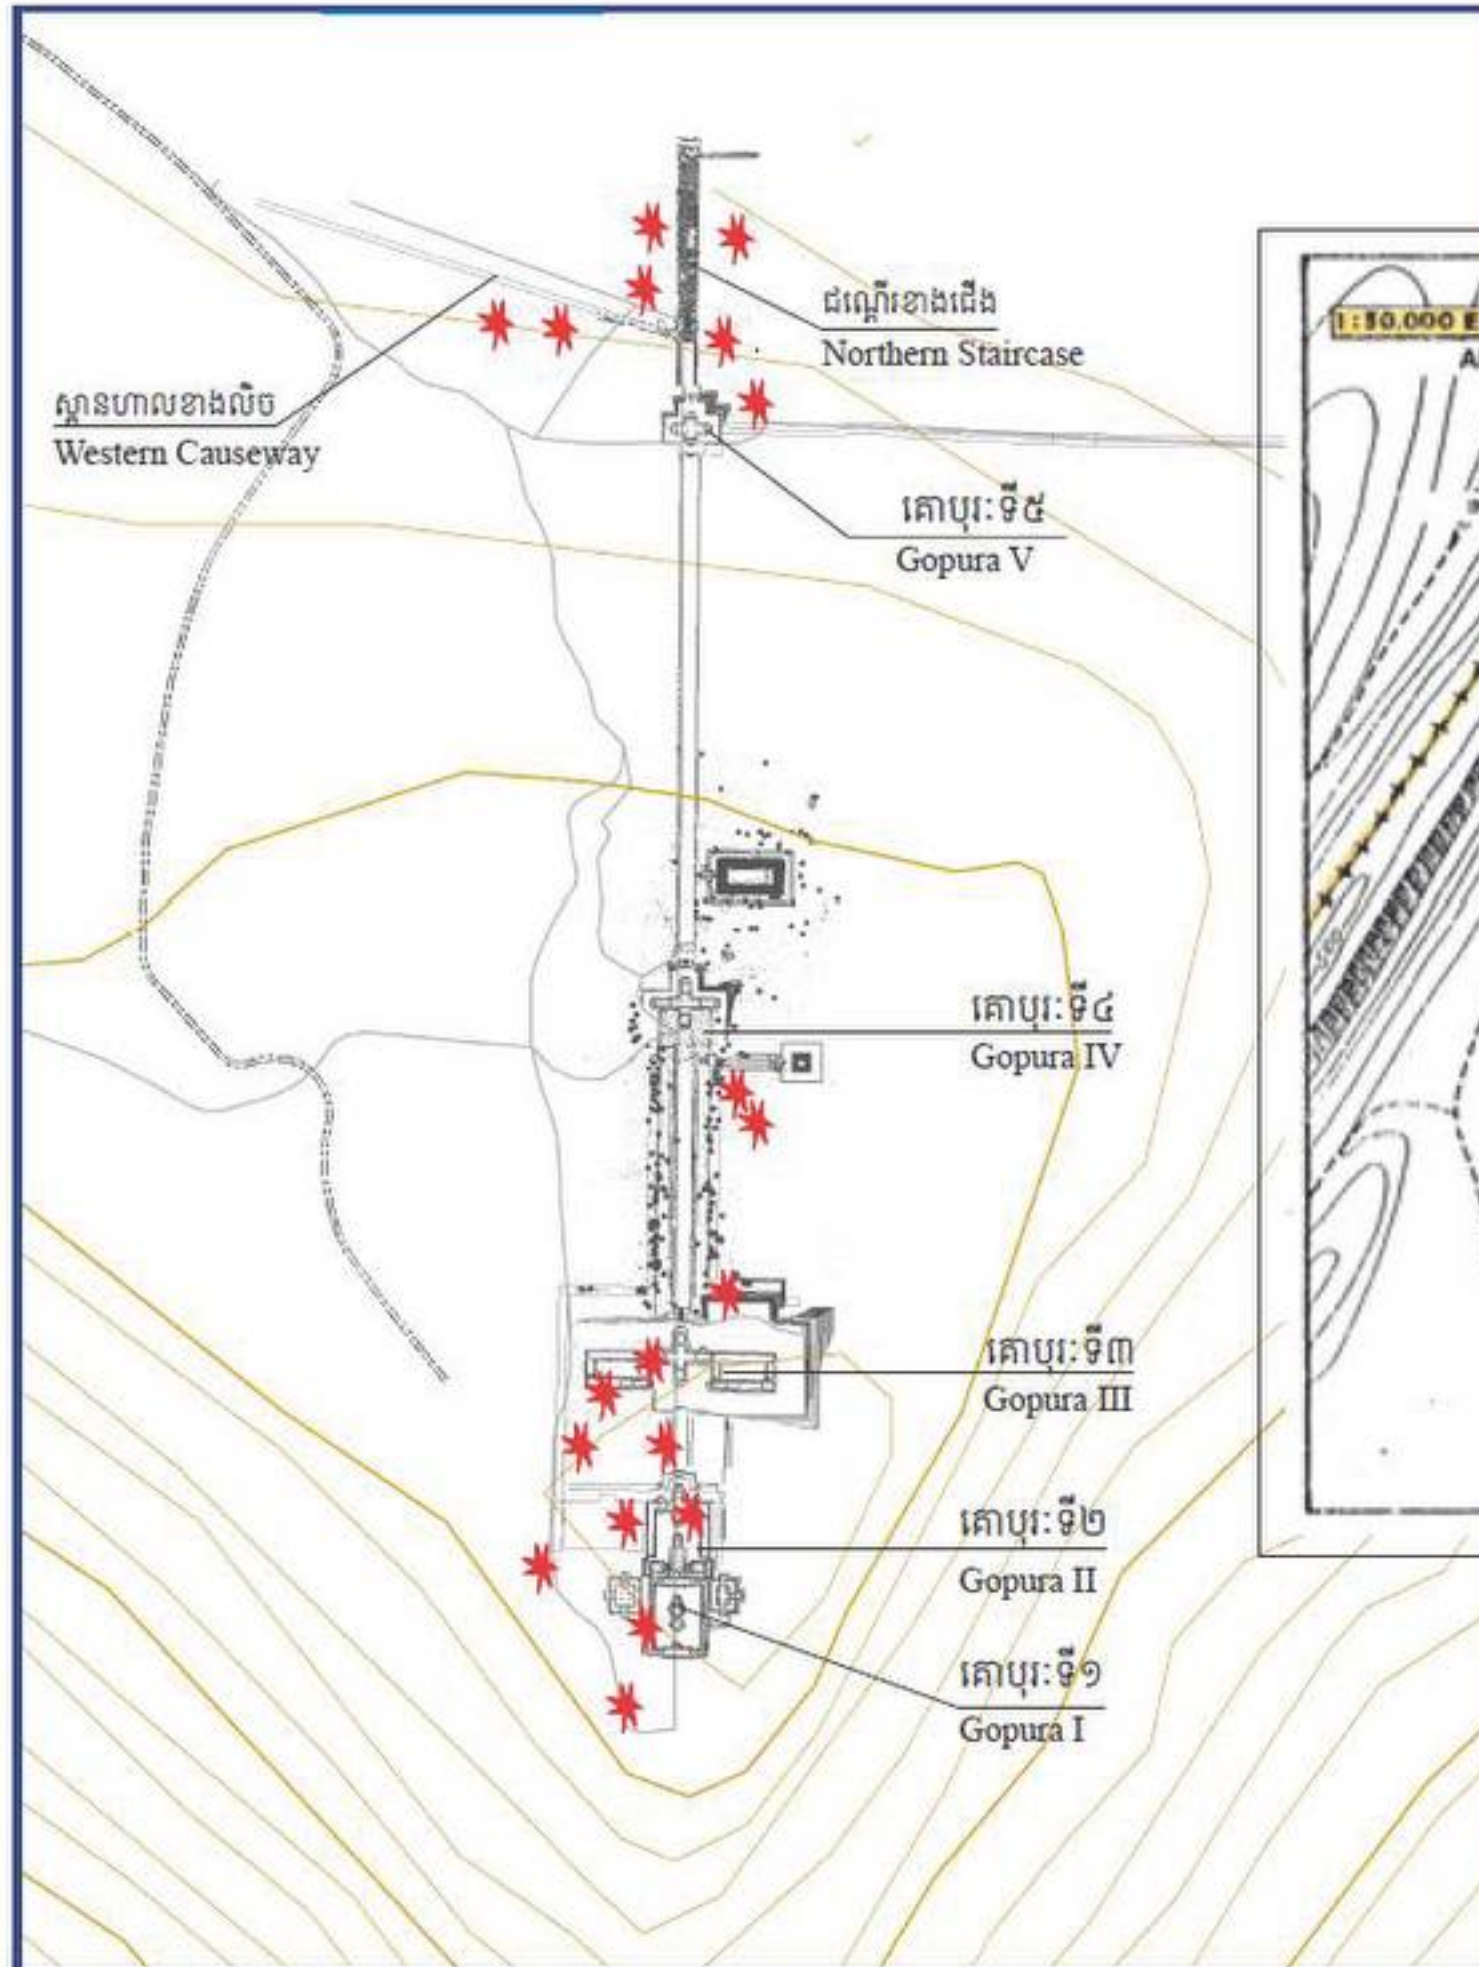 ជណ្តើរខាងជើង
Northern Staircase
1:50.000 E
ស្ពានហាលខាងលិច
Western Causeway
គោបុរៈទី៥
Gopura V
គោបុរៈទី៤
Gopura IV
គោបុរៈទី៣
Gopura III
គោបុរៈទី២
Gopura II
គោបុរៈទី១
Gopura I